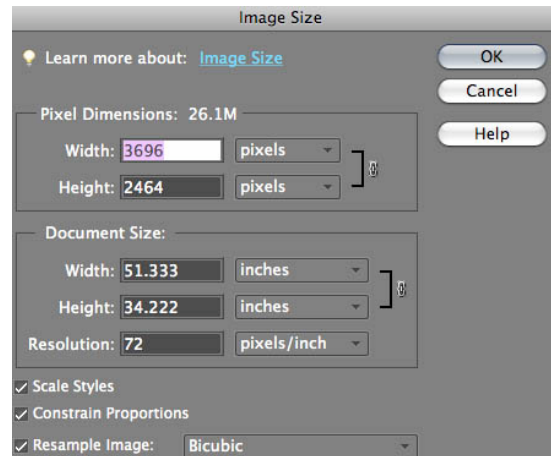 Image Size
Learn more about: Image Size
OK
Cancel
Help
Pixel Dimensions: 26.1M
Width: 3696 pixels
Height: 2464 pixels
Document Size:
Width: 51.333 inches
Height: 34.222 inches
Resolution: 72 pixels/inch
Scale Styles
Constrain Proportions
Resample Image: Bicubic